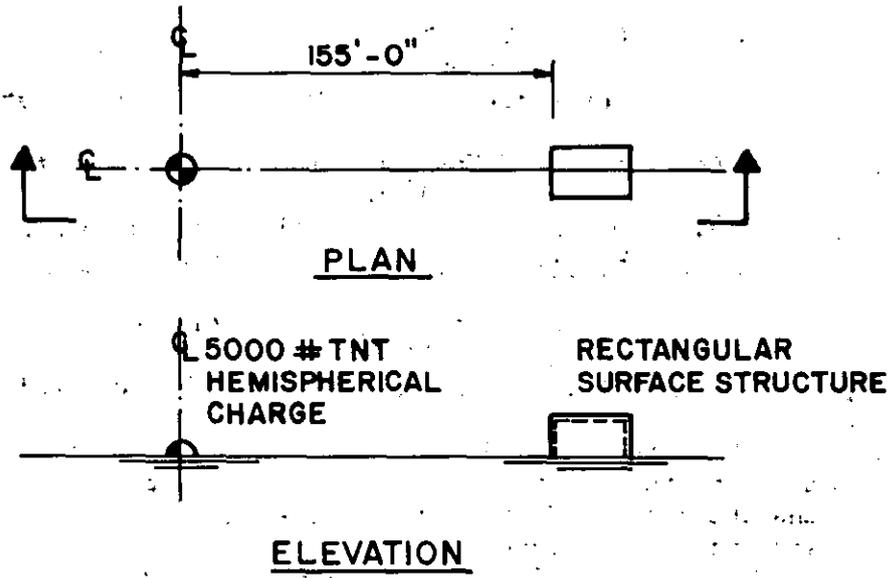 ℄
155'-0"
℄
PLAN
℄ 5000 # TNT
HEMISPHERICAL
CHARGE
RECTANGULAR
SURFACE STRUCTURE
ELEVATION